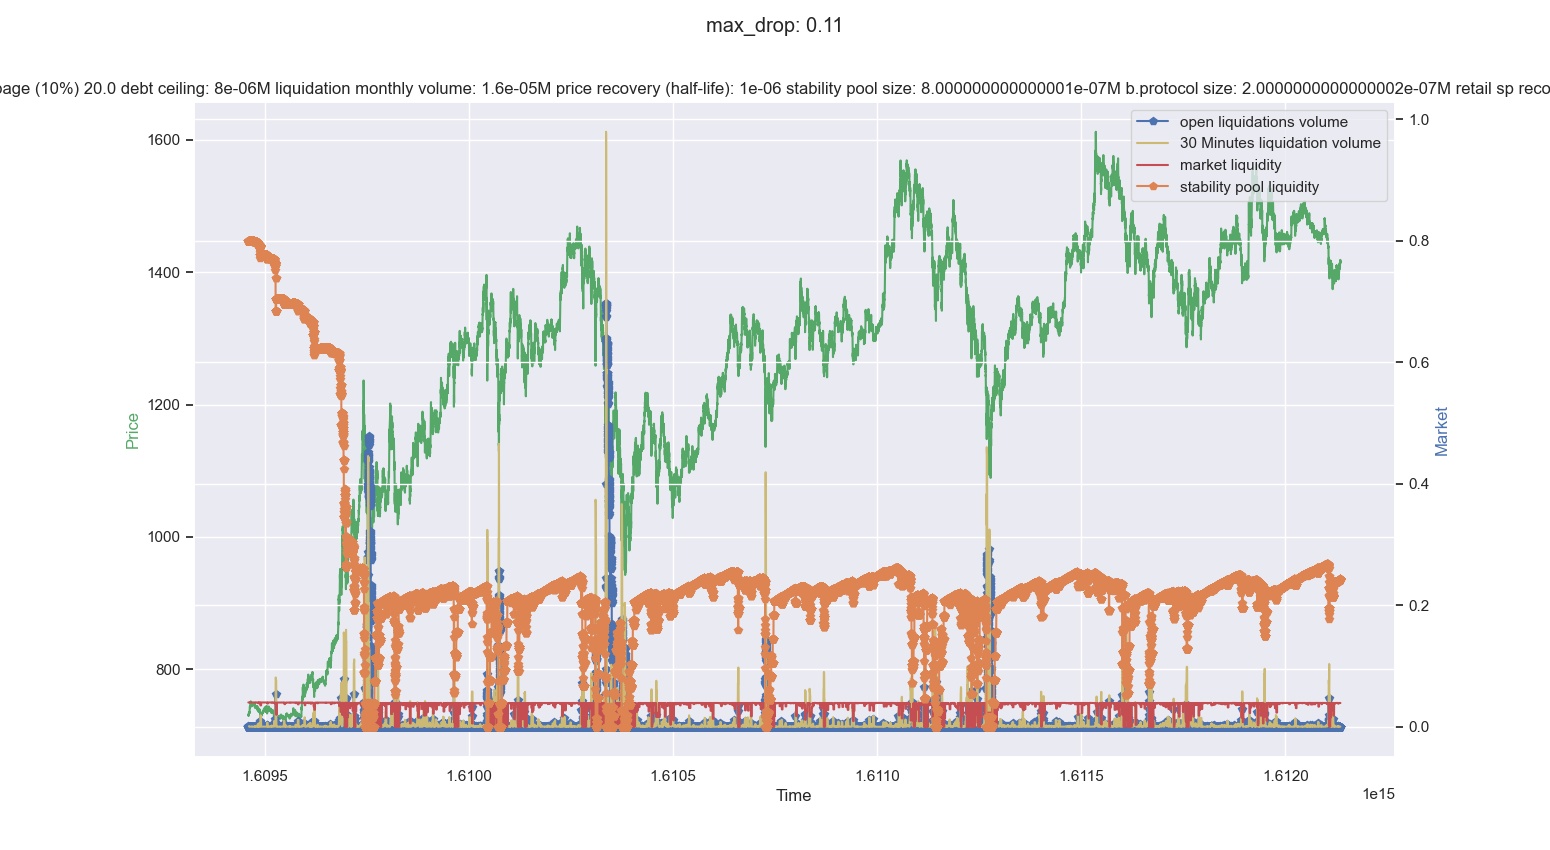 max_drop: 0.11
page (10%) 20.0 debt ceiling: 8e-06M liquidation monthly volume: 1.6e-05M price recovery (half-life): 1e-06 stability pool size: 8.000000000000001e-07M b.protocol size: 2.0000000000000002e-07M retail sp reco
open liquidations volume
30 Minutes liquidation volume
market liquidity
stability pool liquidity
1600
1400
1200
1000
800
Price
1.0
0.8
0.6
0.4
0.2
0.0
Market
1.6095 1.6100 1.6105 1.6110 1.6115 1.6120
Time
1e15